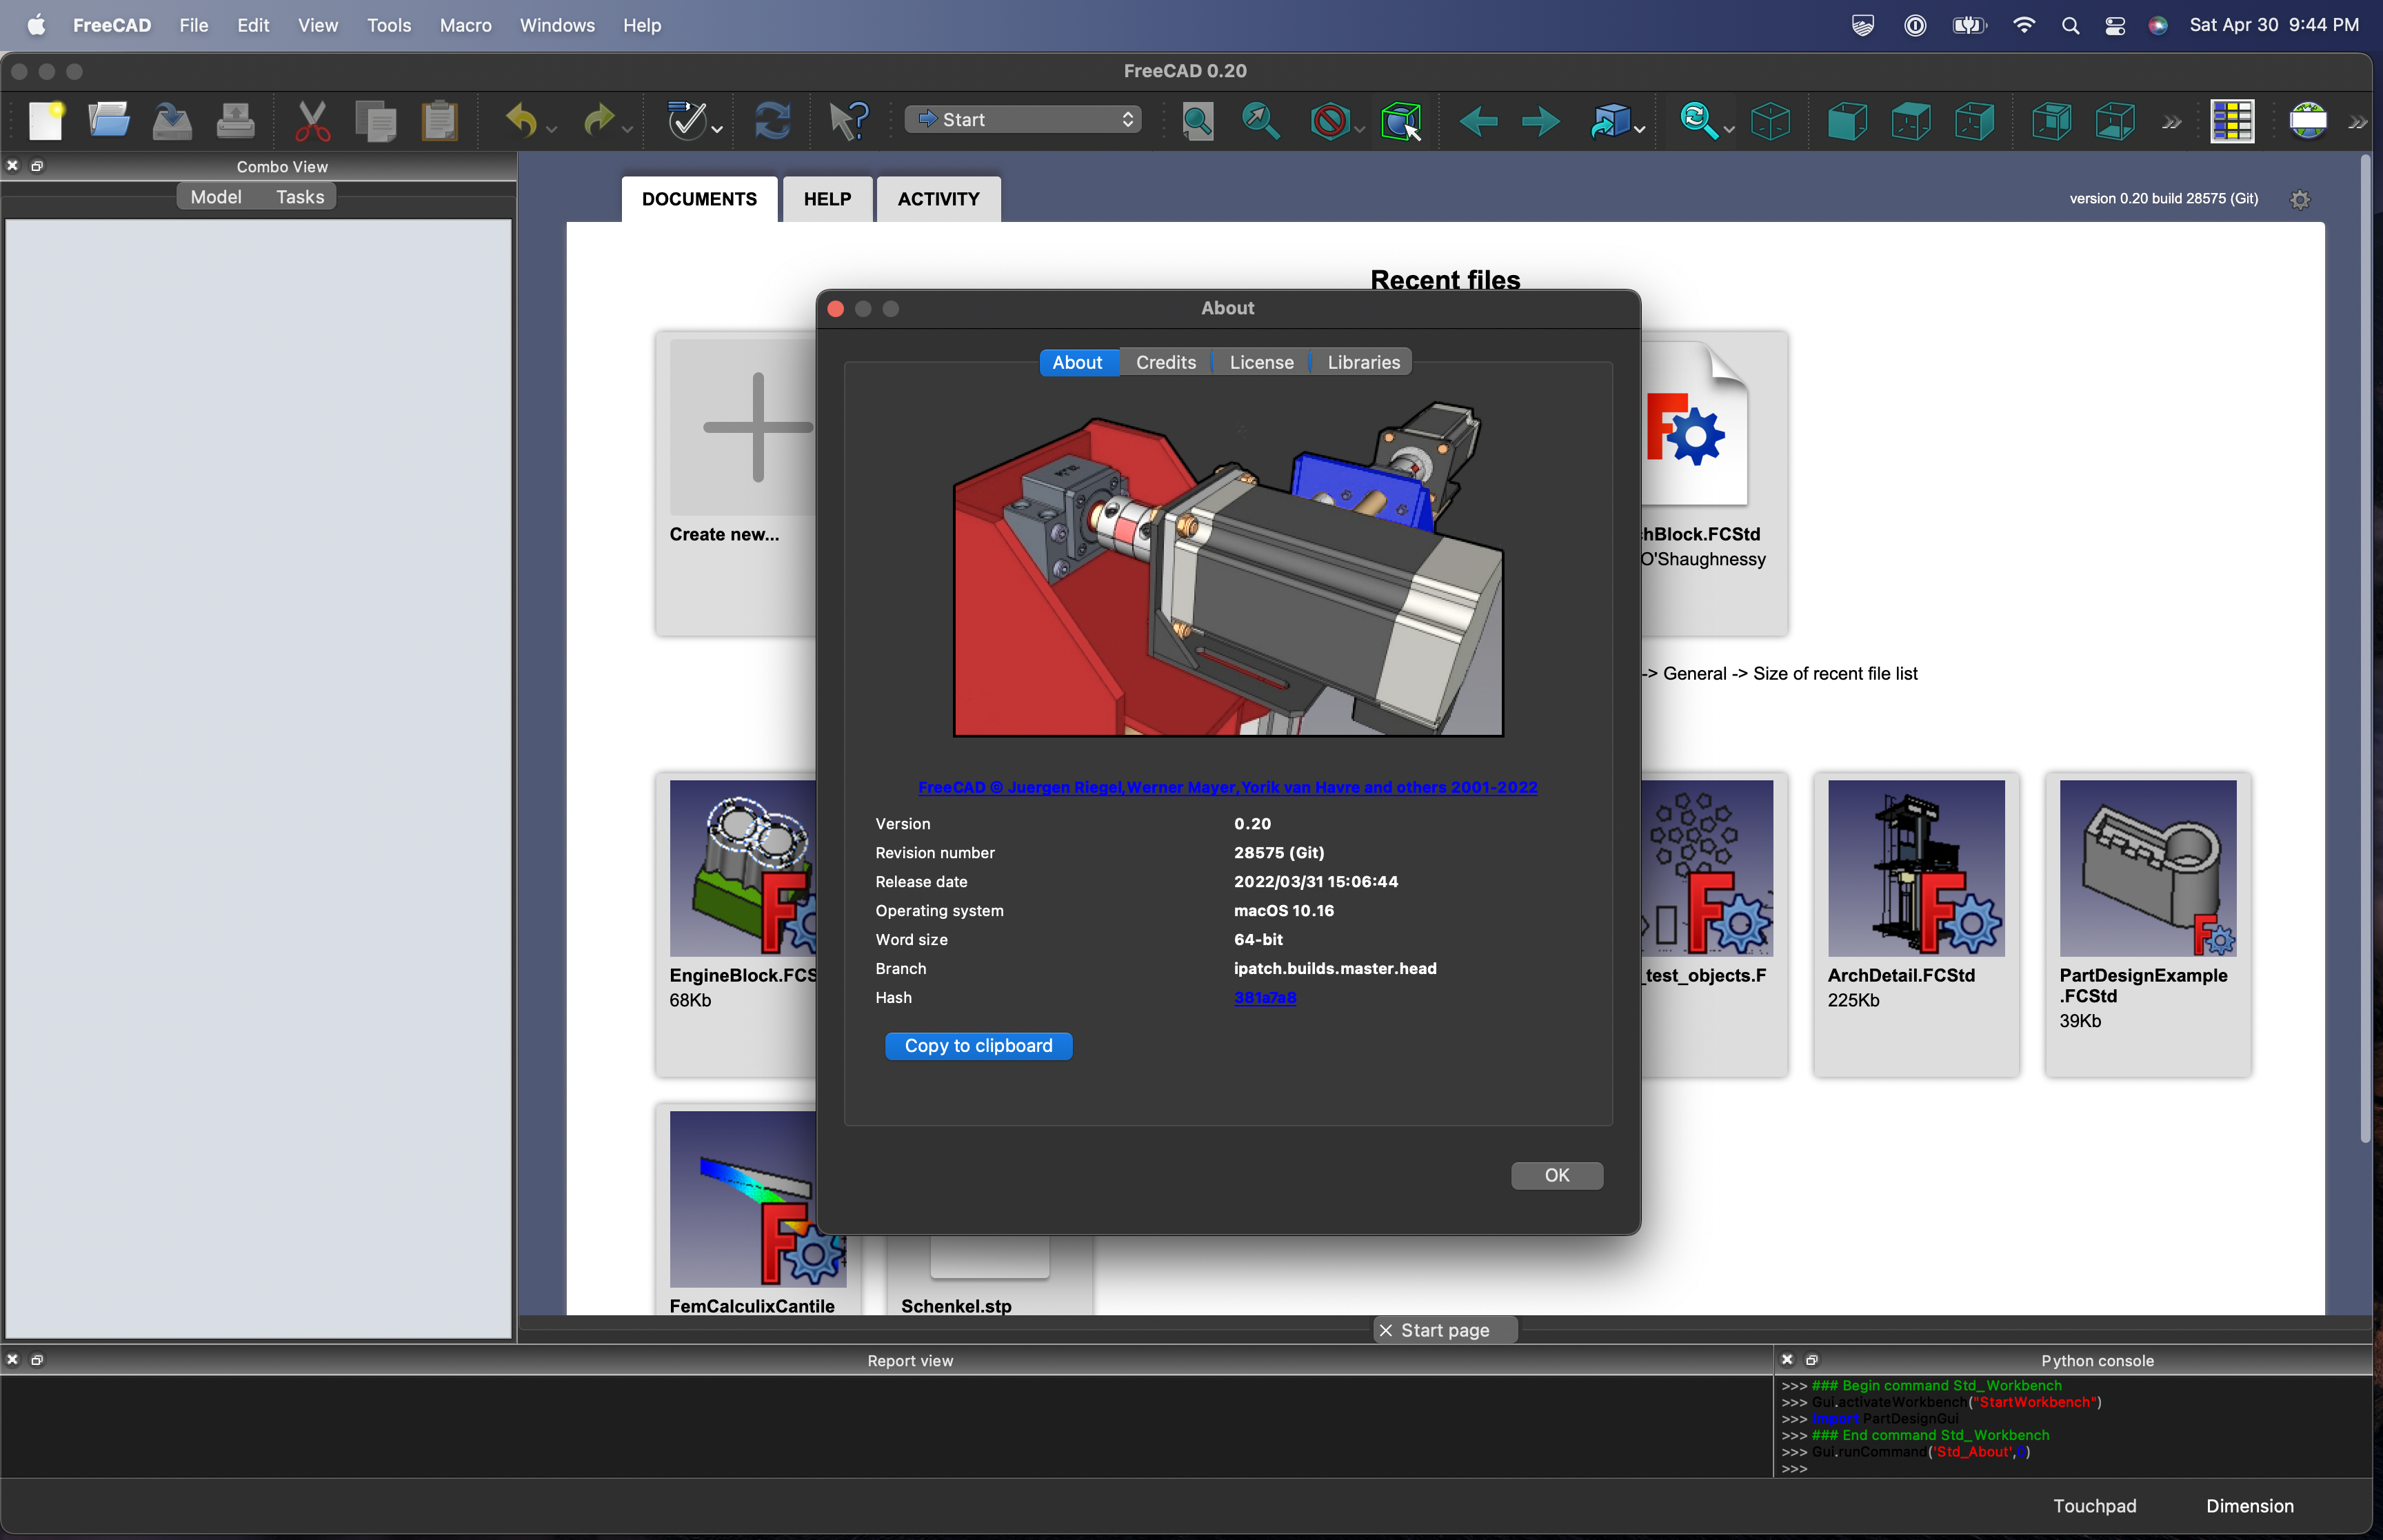 FreeCAD File Edit View Tools Macro Windows Help
Sat Apr 30 9:44 PM
FreeCAD 0.20
Start
Combo View
Model Tasks
DOCUMENTS HELP ACTIVITY
version 0.20 build 28575 (Git)
Recent files
Create new...
hBlock.FCStd
O'Shaughnessy
-> General -> Size of recent file list
About
About Credits License Libraries
FreeCAD © Juergen Riegel,Werner Mayer,Yorik van Havre and others 2001-2022
Version 0.20
Revision number 28575 (Git)
Release date 2022/03/31 15:06:44
Operating system macOS 10.16
Word size 64-bit
Branch ipatch.builds.master.head
Hash 381a7a8
Copy to clipboard
OK
EngineBlock.FCS
68Kb
_test_objects.F
ArchDetail.FCStd
225Kb
PartDesignExample
.FCStd
39Kb
FemCalculixCantile
Schenkel.stp
Start page
Report view
Python console
>>> ### Begin command Std_Workbench
>>> Gui.activateWorkbench("StartWorkbench")
>>> import PartDesignGui
>>> ### End command Std_Workbench
>>> Gui.runCommand('Std_About',0)
>>>
Touchpad Dimension